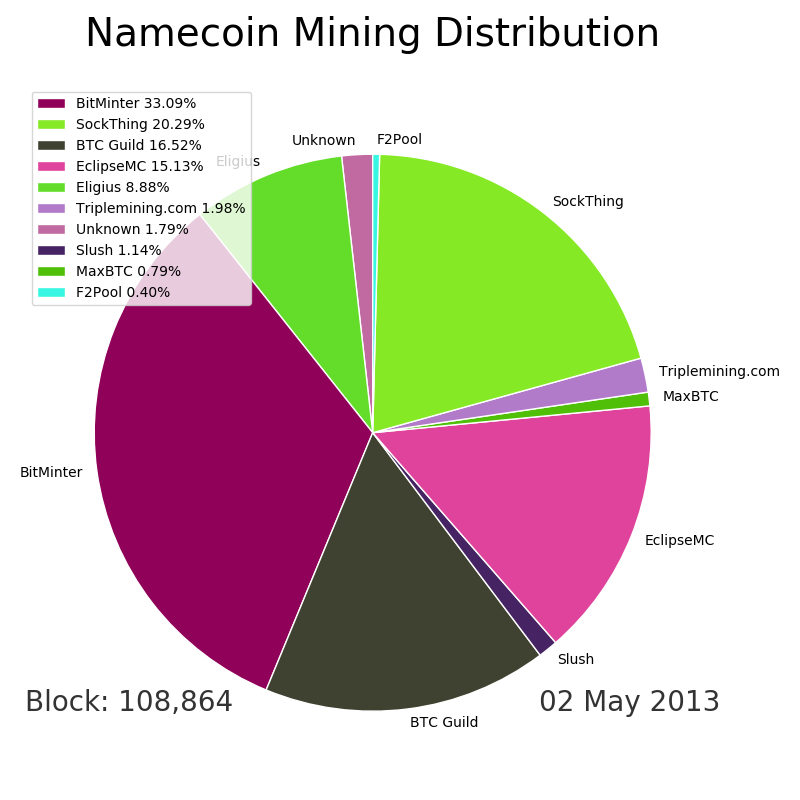 Namecoin Mining Distribution
BitMinter 33.09%
SockThing 20.29%
BTC Guild 16.52%
EclipseMC 15.13%
Eligius 8.88%
Triplemining.com 1.98%
Unknown 1.79%
Slush 1.14%
MaxBTC 0.79%
F2Pool 0.40%
Unknown
F2Pool
Eligius
SockThing
Triplemining.com
MaxBTC
BitMinter
EclipseMC
Slush
BTC Guild
Block: 108,864
02 May 2013